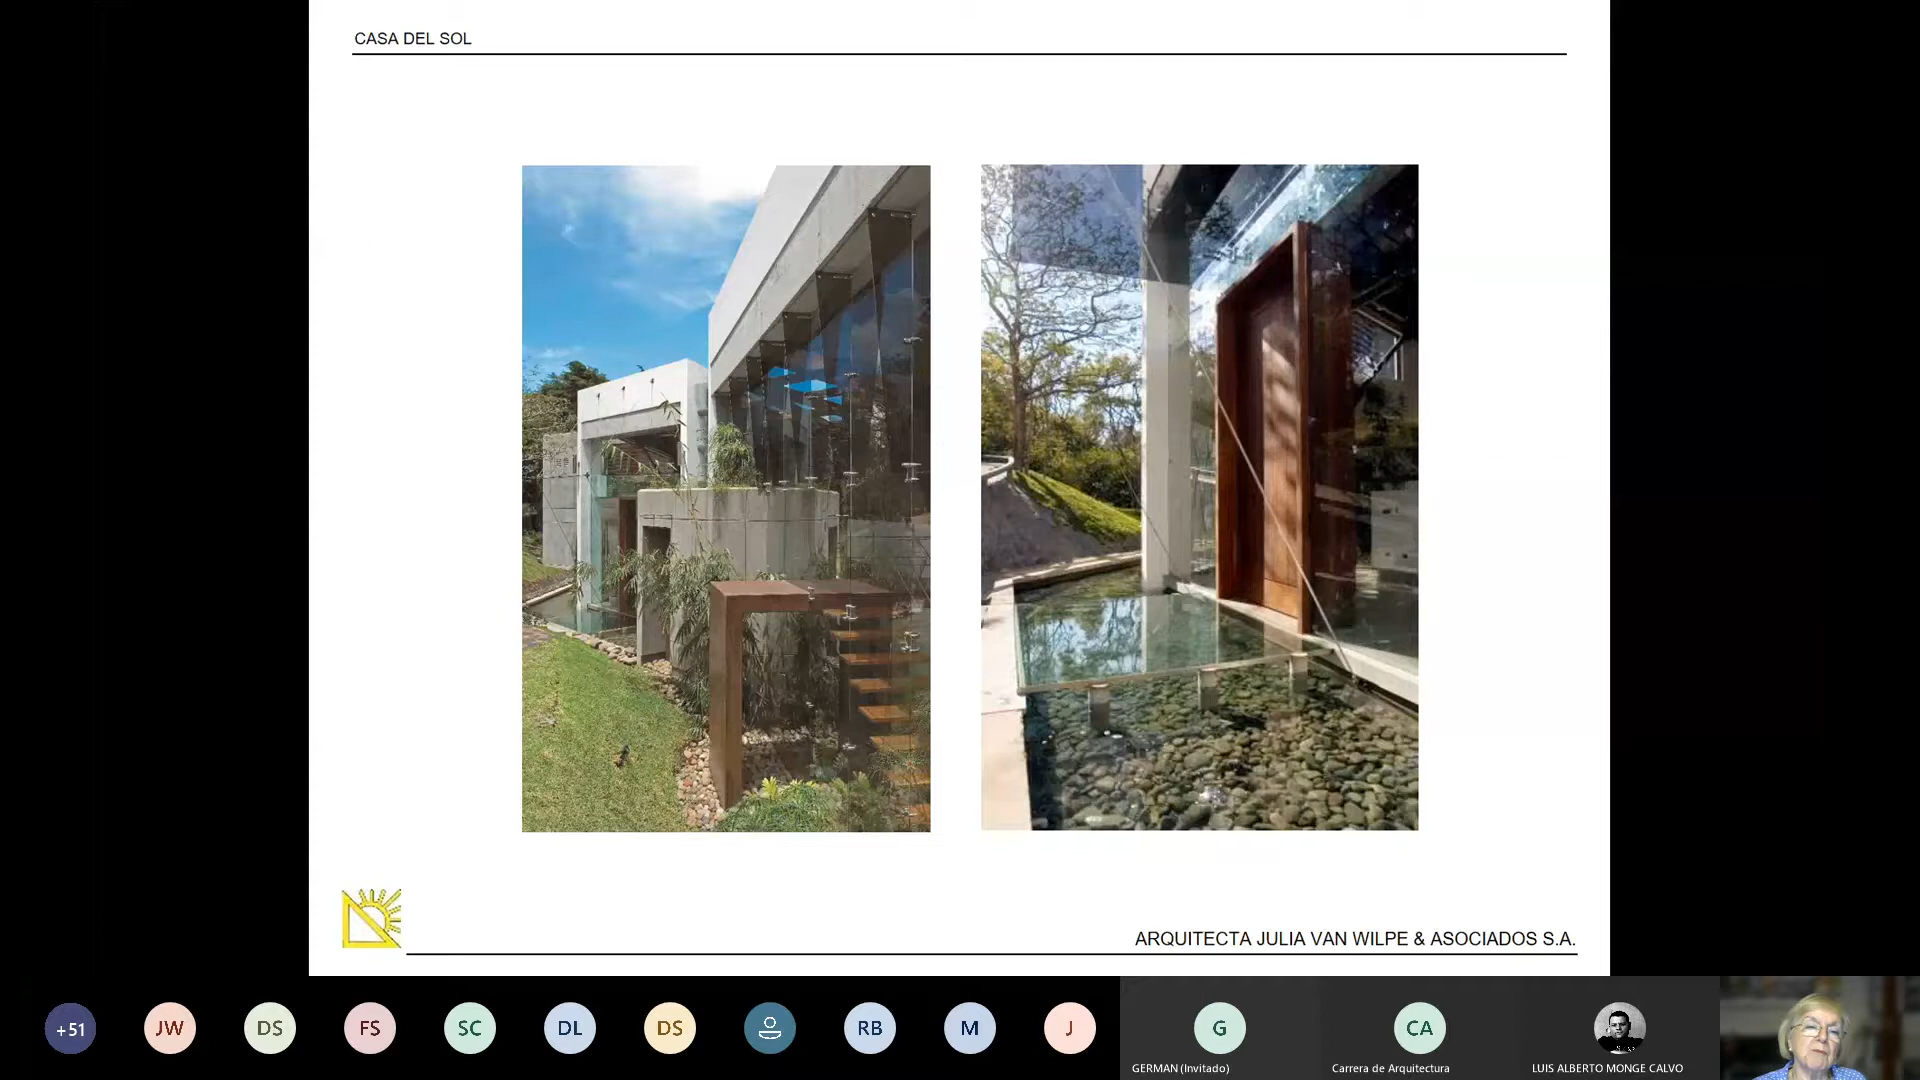 CASA DEL SOL
ARQUITECTA JULIA VAN WILPE & ASOCIADOS S.A.
+51
JW
DS
FS
SC
DL
DS
RB
M
J
G
CA
GERMAN (Invitado)
Carrera de Arquitectura
LUIS ALBERTO MONGE CALVO